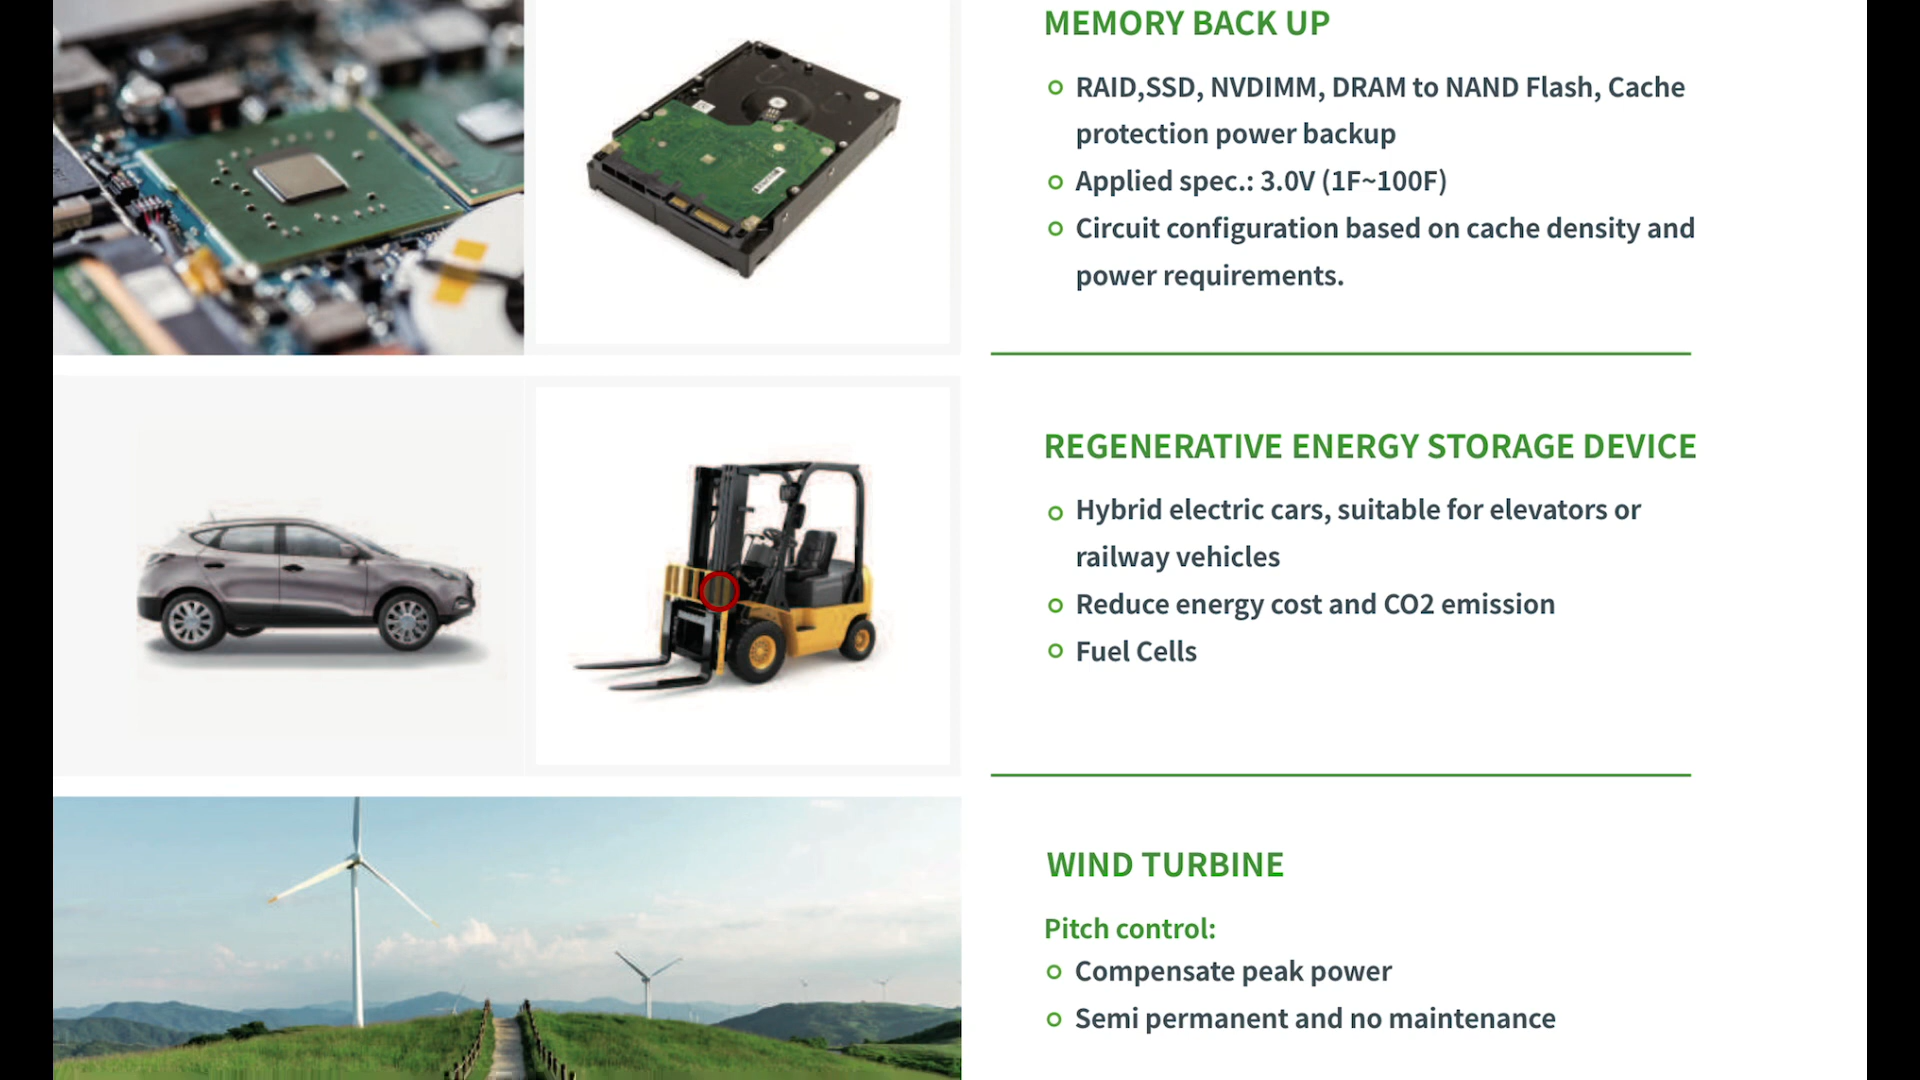 MEMORY BACK UP
RAID,SSD, NVDIMM, DRAM to NAND Flash, Cache
protection power backup
Applied spec.: 3.0V (1F~100F)
Circuit configuration based on cache density and
power requirements.
REGENERATIVE ENERGY STORAGE DEVICE
Hybrid electric cars, suitable for elevators or
railway vehicles
Reduce energy cost and CO2 emission
Fuel Cells
WIND TURBINE
Pitch control:
Compensate peak power
Semi permanent and no maintenance